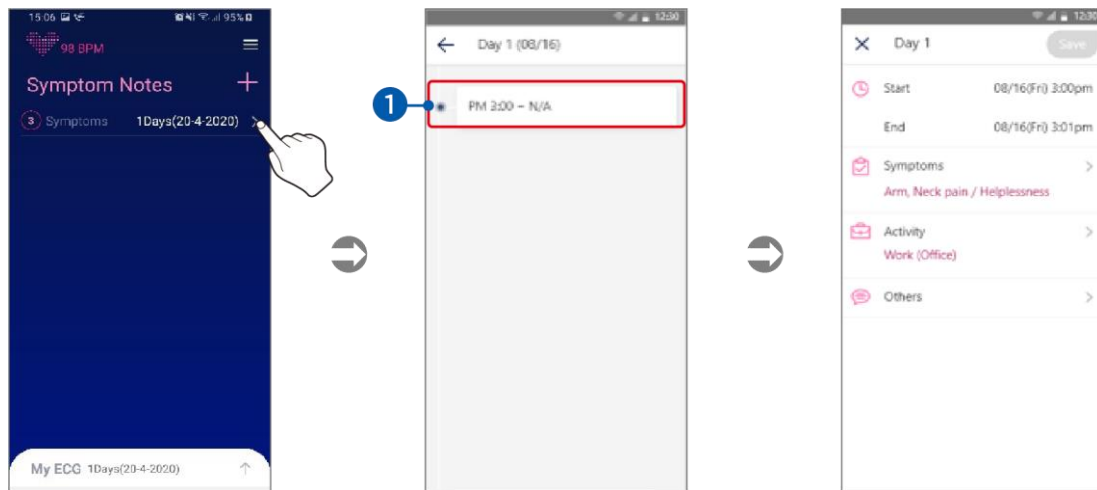 15:06 95%
98 BPM
Symptom Notes +
3 Symptoms 1Days(20-4-2020) >
My ECG 1Days(20-4-2020) ↑
12:30
← Day 1 (08/16)
1
PM 3:00 – N/A
12:30
× Day 1 Save
Start 08/16(Fri) 3:00pm
End 08/16(Fri) 3:01pm
Symptoms >
Arm, Neck pain / Helplessness
Activity >
Work (Office)
Others >